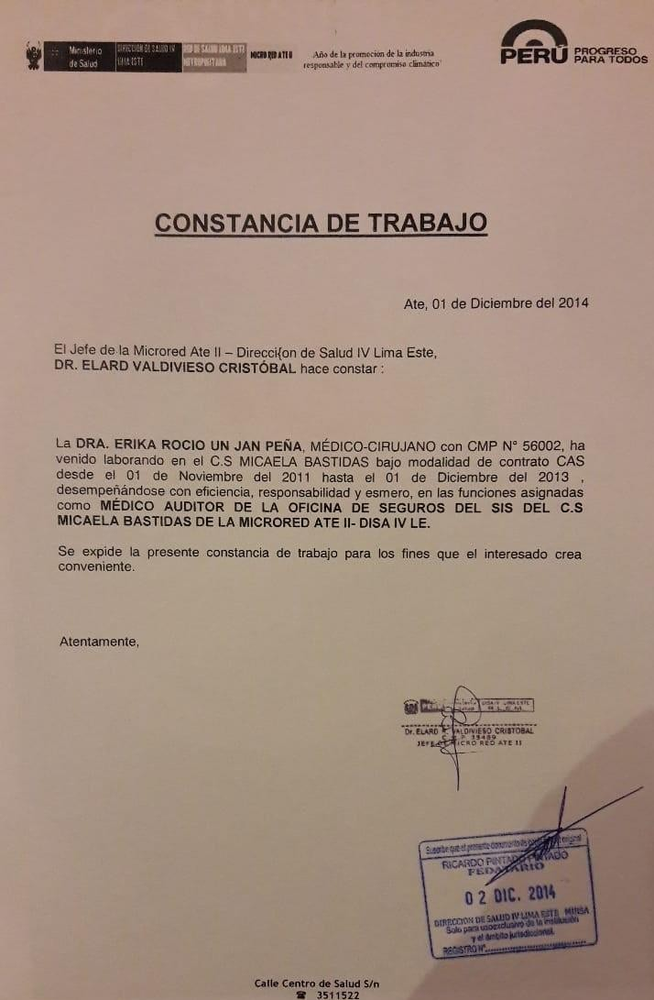 Ministerio
de Salud
DIRECCION DE SALUD IV
LIMA ESTE
RED DE SALUD LIMA ESTE
METROPOLITANA
MICRO RED ATE II
Año de la promoción de la industria
responsable y del compromiso climático"
PERÚ PROGRESO
PARA TODOS
CONSTANCIA DE TRABAJO
Ate, 01 de Diciembre del 2014
El Jefe de la Microred Ate II – Direcci{on de Salud IV Lima Este,
DR. ELARD VALDIVIESO CRISTÓBAL hace constar :
La DRA. ERIKA ROCIO UN JAN PEÑA, MÉDICO-CIRUJANO con CMP N° 56002, ha
venido laborando en el C.S MICAELA BASTIDAS bajo modalidad de contrato CAS
desde el 01 de Noviembre del 2011 hasta el 01 de Diciembre del 2013 ,
desempeñándose con eficiencia, responsabilidad y esmero, en las funciones asignadas
como MÉDICO AUDITOR DE LA OFICINA DE SEGUROS DEL SIS DEL C.S
MICAELA BASTIDAS DE LA MICRORED ATE II- DISA IV LE.
Se expide la presente constancia de trabajo para los fines que el interesado crea
conveniente.
Atentamente,
DISA IV LIMA ESTE
Dr. ELARD VALDIVIESO CRISTOBAL
JEFE MICRO RED ATE II
Suscribe que el presente documento es original
RICARDO PINTADO
FEDATARIO
02 DIC. 2014
DIRECCION DE SALUD IV LIMA ESTE MINSA
Solo para uso exclusivo de la Institución
y el ámbito jurisdiccional.
REGISTRO N°
Calle Centro de Salud S/n
☎ 3511522